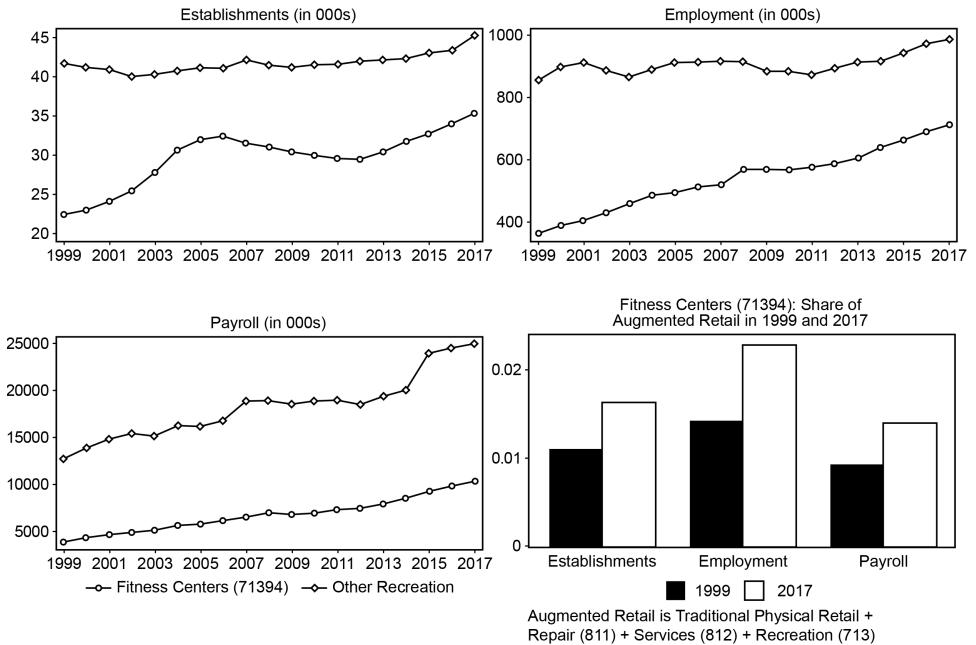 Establishments (in 000s)
45
40
35
30
25
20
1999 2001 2003 2005 2007 2009 2011 2013 2015 2017
Employment (in 000s)
1000
800
600
400
1999 2001 2003 2005 2007 2009 2011 2013 2015 2017
Payroll (in 000s)
25000
20000
15000
10000
5000
1999 2001 2003 2005 2007 2009 2011 2013 2015 2017
Fitness Centers (71394) Other Recreation
Fitness Centers (71394): Share of
Augmented Retail in 1999 and 2017
0.02
0.01
0
Establishments Employment Payroll
1999 2017
Augmented Retail is Traditional Physical Retail +
Repair (811) + Services (812) + Recreation (713)